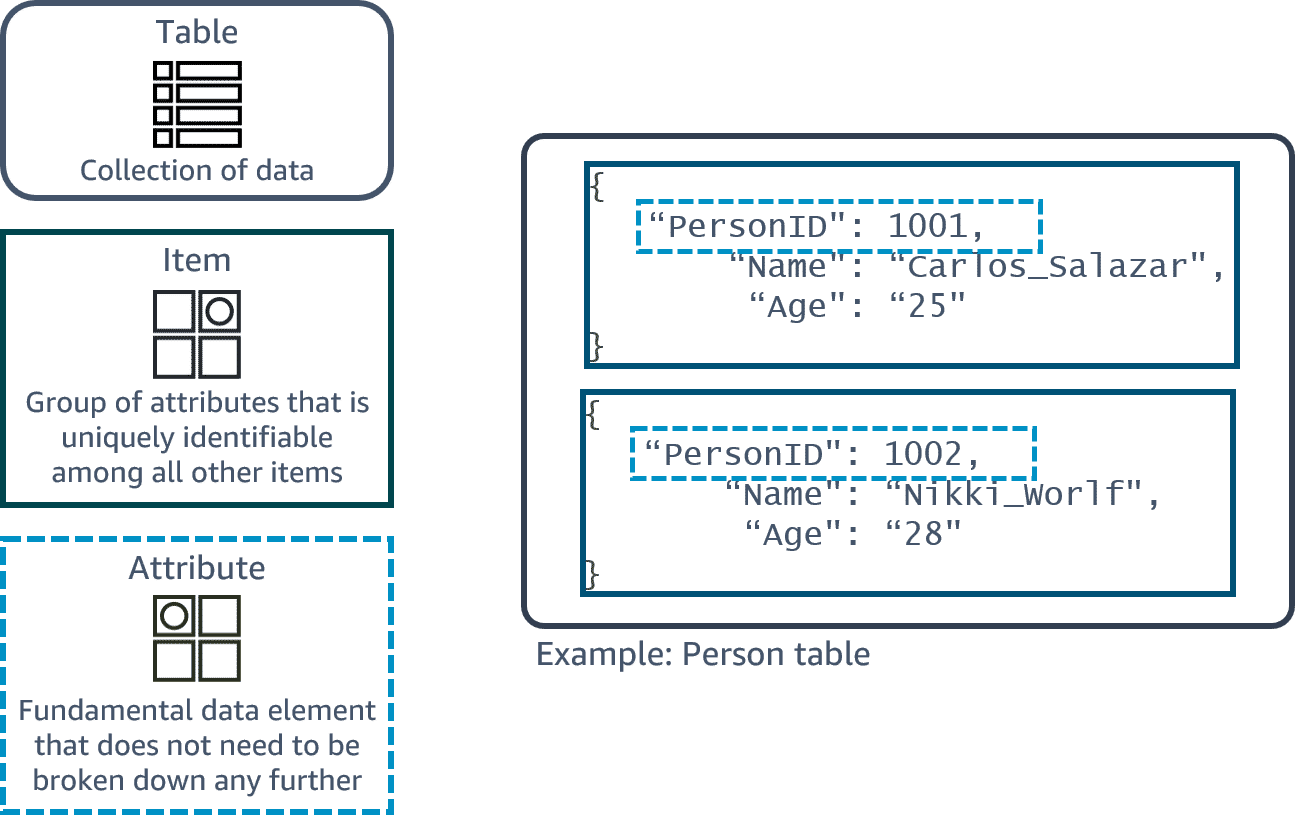 Table
Collection of data
Item
Group of attributes that is
uniquely identifiable
among all other items
Attribute
Fundamental data element
that does not need to be
broken down any further
{
“PersonID": 1001,
“Name": “Carlos_Salazar",
“Age": “25"
}
{
“PersonID": 1002,
“Name": “Nikki_Worlf",
“Age": “28"
}
Example: Person table